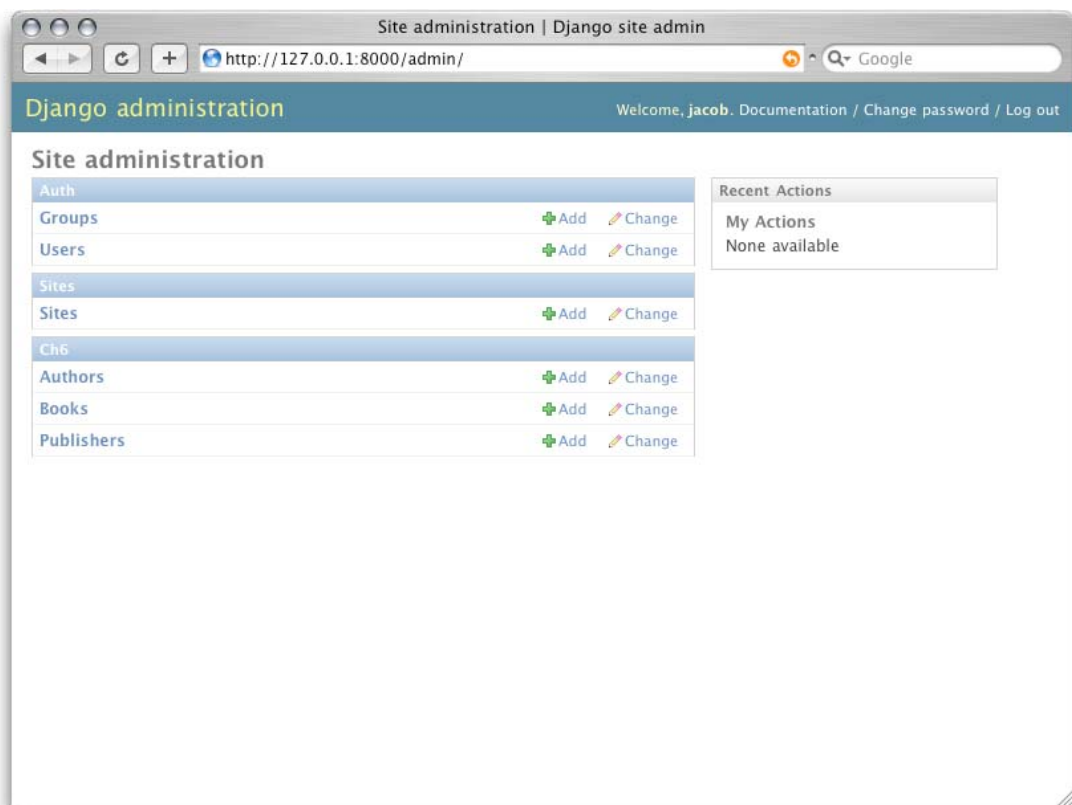 Site administration | Django site admin
http://127.0.0.1:8000/admin/
Google
Django administration
Welcome, jacob. Documentation / Change password / Log out
Site administration
Auth
Groups Add Change
Users Add Change
Sites
Sites Add Change
Ch6
Authors Add Change
Books Add Change
Publishers Add Change
Recent Actions
My Actions
None available